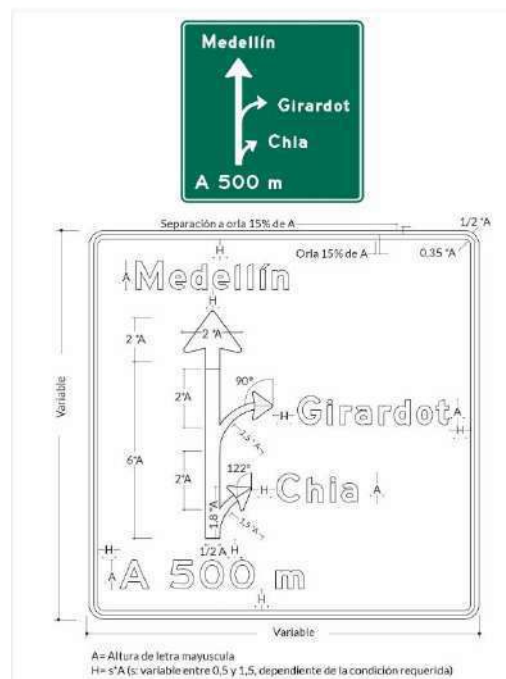 Medellín
Girardot
Chia
A 500 m
Separación a orla 15% de A
1/2 *A
Orla 15% de A
0,35 *A
H
A
Medellín
H
2 *A
2 *A
Variable
90°
2*A
H
Girardot
A
H
1,5 *A
6*A
122°
2*A
H
Chia
A
1,8 *A
1,5 *A
1/2 A
H
H
A
A 500 m
H
Variable
A= Altura de letra mayuscula
H= s*A (s: variable entre 0,5 y 1,5, dependiente de la condición requerida)